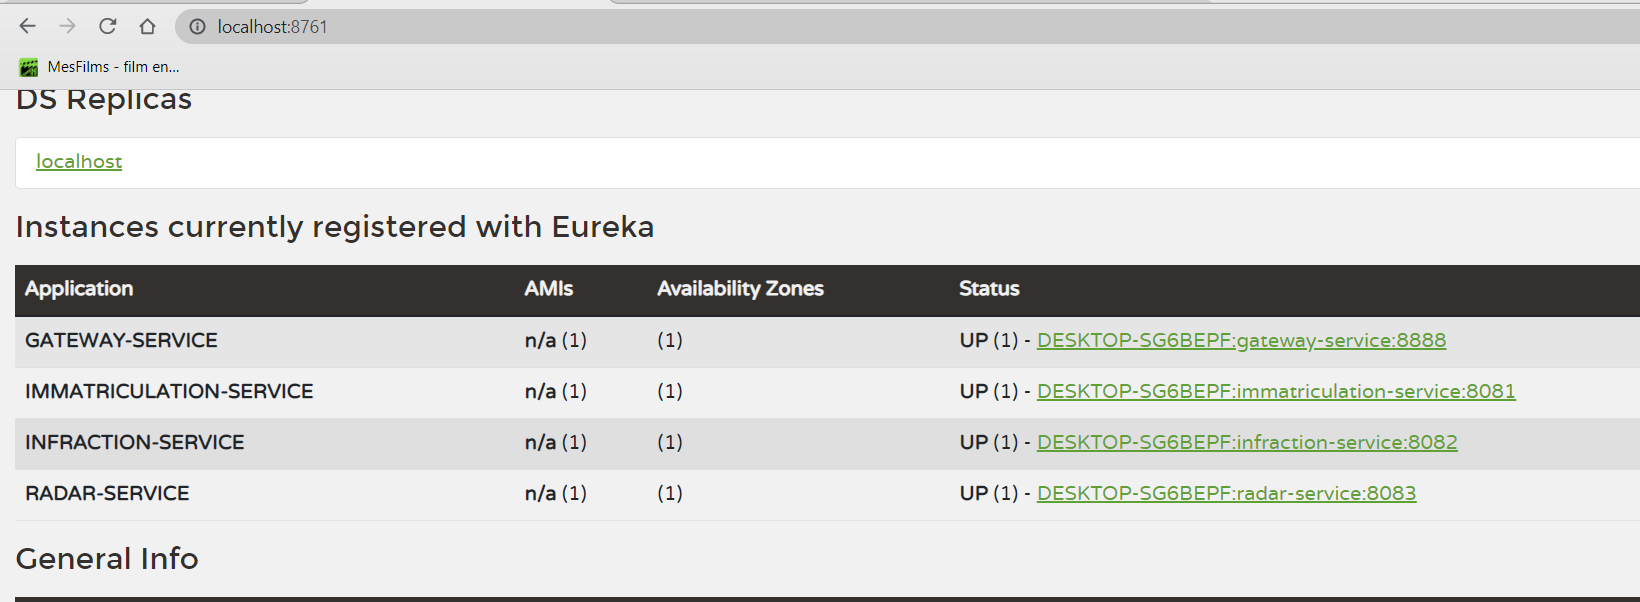 localhost:8761
MesFilms - film en...
DS Replicas
localhost
Instances currently registered with Eureka
Application AMIs Availability Zones Status
GATEWAY-SERVICE n/a (1) (1) UP (1) - DESKTOP-SG6BEPF:gateway-service:8888
IMMATRICULATION-SERVICE n/a (1) (1) UP (1) - DESKTOP-SG6BEPF:immatriculation-service:8081
INFRACTION-SERVICE n/a (1) (1) UP (1) - DESKTOP-SG6BEPF:infraction-service:8082
RADAR-SERVICE n/a (1) (1) UP (1) - DESKTOP-SG6BEPF:radar-service:8083
General Info